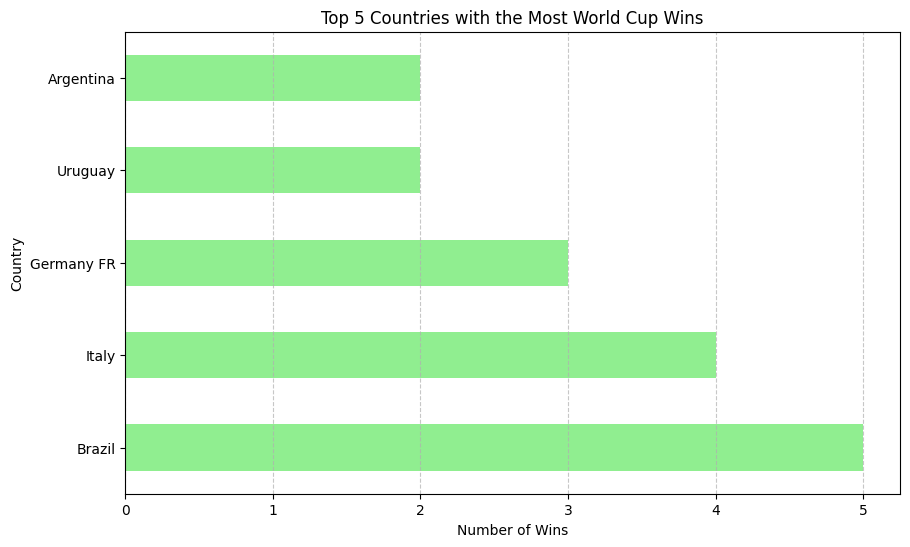 Top 5 Countries with the Most World Cup Wins
Argentina
Uruguay
Germany FR
Italy
Brazil
Country
0 1 2 3 4 5
Number of Wins